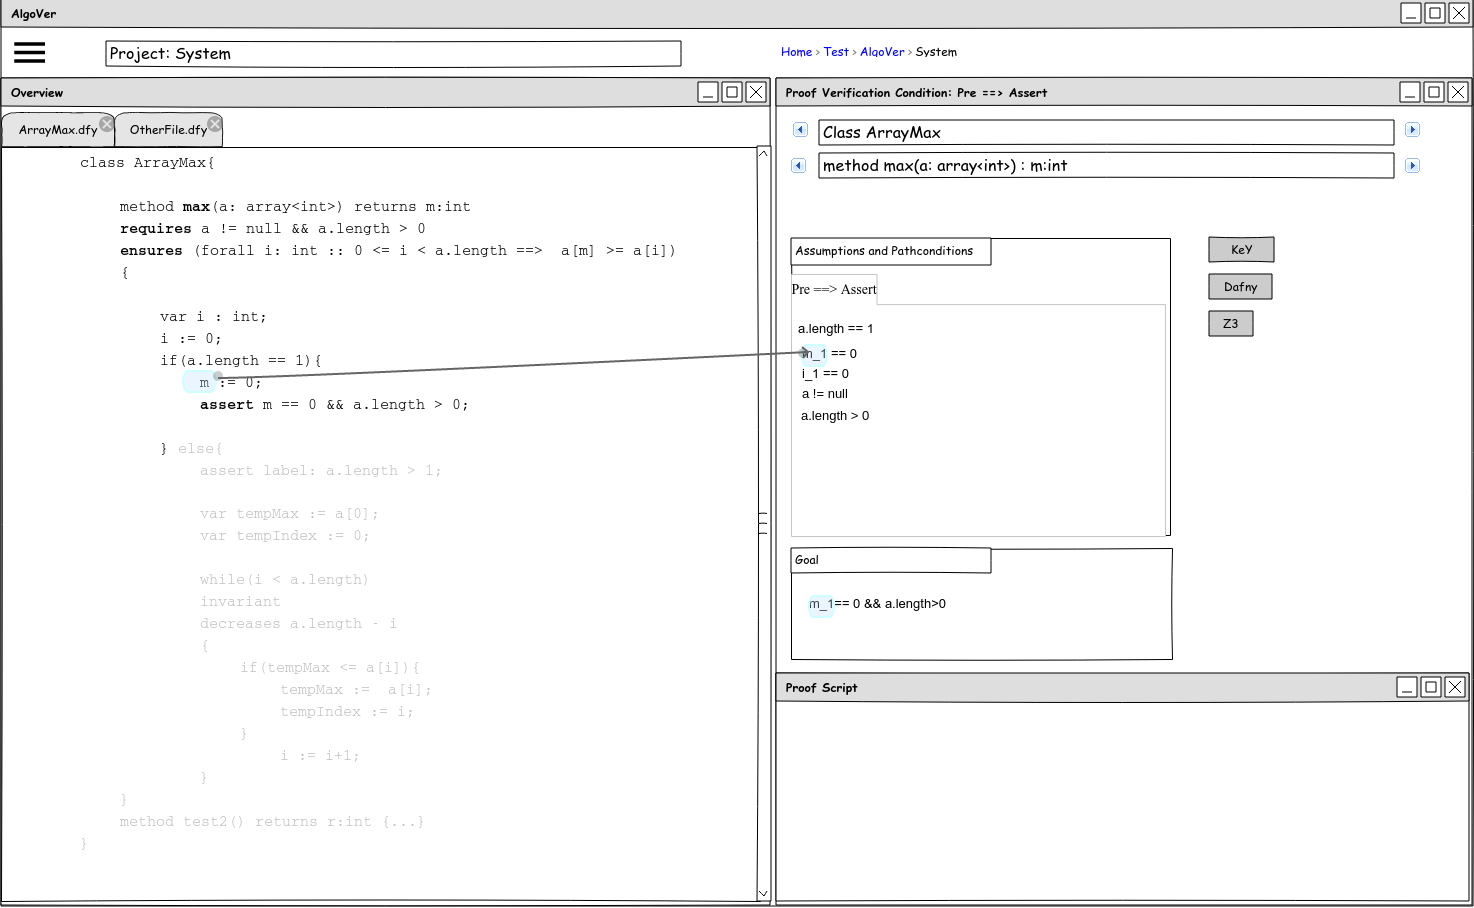 AlgoVer
Project: System
Home > Test > AlgoVer > System
Overview
ArrayMax.dfy
OtherFile.dfy
class ArrayMax{
method max(a: array<int>) returns m:int
requires a != null && a.length > 0
ensures (forall i: int :: 0 <= i < a.length ==>  a[m] >= a[i])
{
var i : int;
i := 0;
if(a.length == 1){
m := 0;
assert m == 0 && a.length > 0;
} else{
assert label: a.length > 1;
var tempMax := a[0];
var tempIndex := 0;
while(i < a.length)
invariant
decreases a.length - i
{
if(tempMax <= a[i]){
tempMax :=  a[i];
tempIndex := i;
}
i := i+1;
}
}
method test2() returns r:int {...}
}
Proof Verification Condition: Pre ==> Assert
Class ArrayMax
method max(a: array<int>) : m:int
Assumptions and Pathconditions
Pre ==> Assert
a.length == 1
m_1 == 0
i_1 == 0
a != null
a.length > 0
KeY
Dafny
Z3
Goal
m_1== 0 && a.length>0
Proof Script